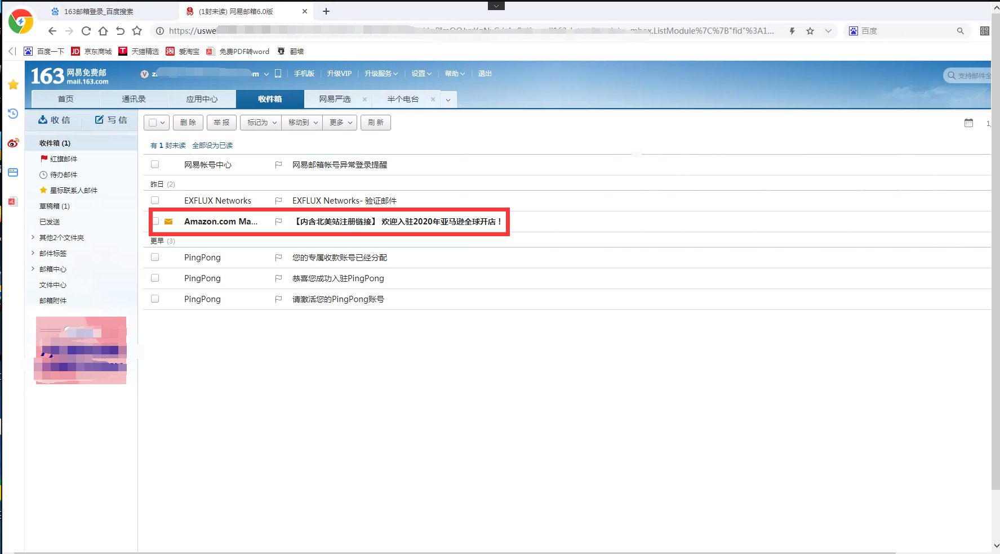 163邮箱登录_百度搜索
(1封未读) 网易邮箱6.0版
https://uswe
mbox.ListModule%7C%7B"fid"%3A1...
百度
百度一下 京东商城 天猫精选 爱淘宝 免费PDF转word 翻墙
163 网易免费邮
mail.163.com
手机版 升级VIP 升级服务 设置 帮助 退出
支持邮件全
首页 通讯录 应用中心 收件箱 网易严选 半个电台
收信 写信
删除 举报 标记为 移动到 更多 刷新
收件箱 (1)
红旗邮件
待办邮件
星标联系人邮件
草稿箱 (1)
已发送
其他2个文件夹
邮件标签
邮箱中心
文件中心
邮箱附件
有 1 封未读 全部设为已读
网易帐号中心 网易邮箱帐号异常登录提醒
昨日 (2)
EXFLUX Networks EXFLUX Networks- 验证邮件
Amazon.com Ma... 【内含北美站注册链接】 欢迎入驻2020年亚马逊全球开店！
更早 (3)
PingPong 您的专属收款账号已经分配
PingPong 恭喜您成功入驻PingPong
PingPong 请激活您的PingPong账号